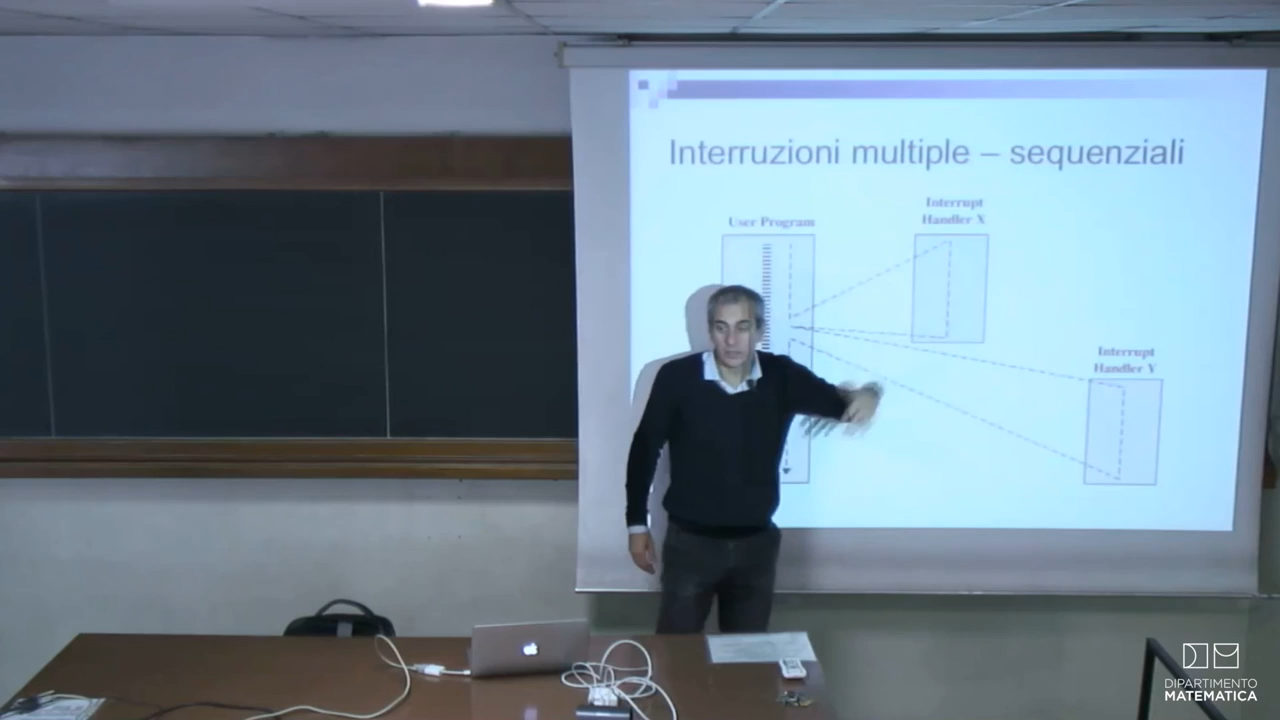 Interruzioni multiple – sequenziali
Interrupt
Handler X
User Program
Interrupt
Handler Y
DIPARTIMENTO
MATEMATICA